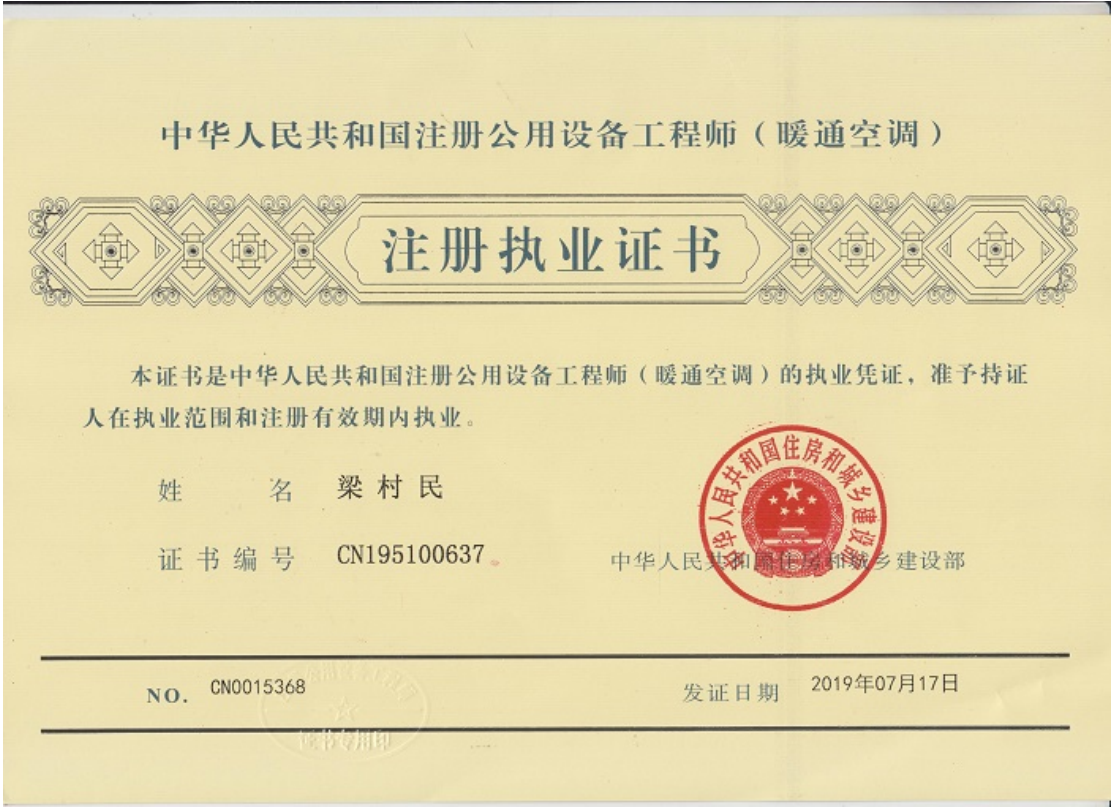 中华人民共和国注册公用设备工程师（暖通空调）
注册执业证书
本证书是中华人民共和国注册公用设备工程师（暖通空调）的执业凭证，准予持证
人在执业范围和注册有效期内执业。
姓 名 梁村民
中华人民共和国住房和城乡建设部
证书编号 CN195100637
中华人民共和国住房和城乡建设部
NO. CN0015368
发证日期 2019年07月17日
证书专用印